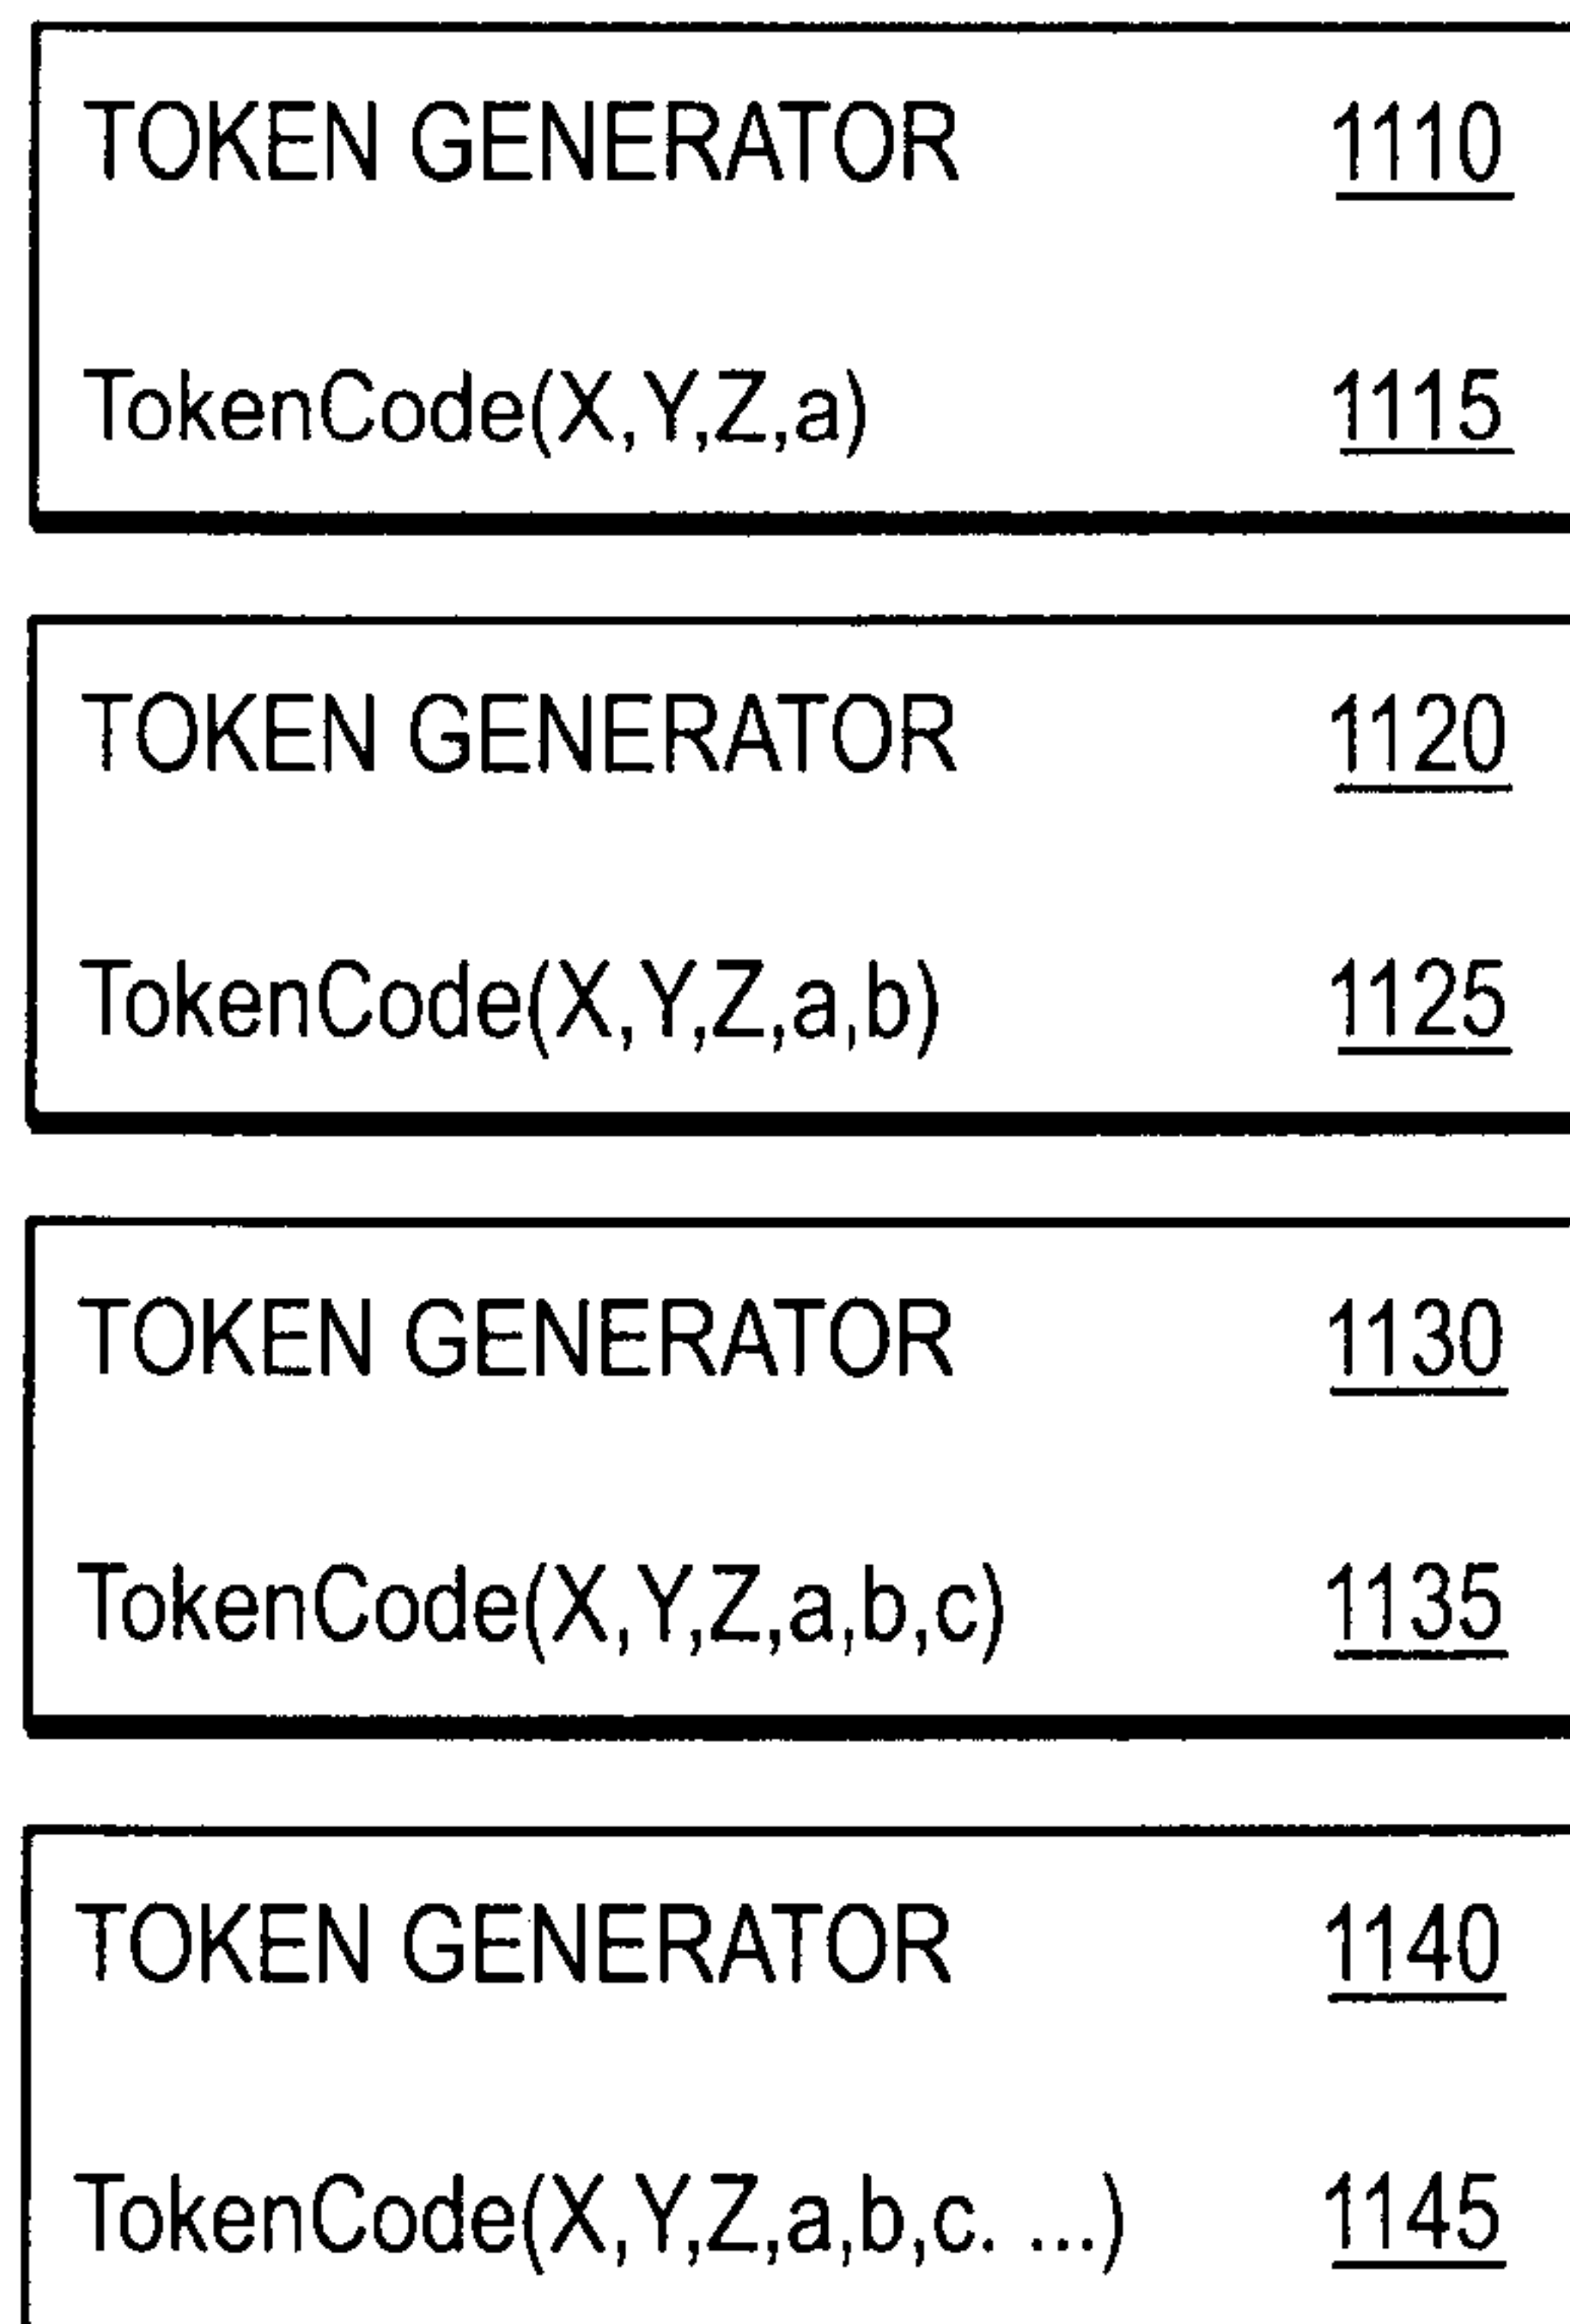 TOKEN GENERATOR 1110
TokenCode(X,Y,Z,a) 1115
TOKEN GENERATOR 1120
TokenCode(X,Y,Z,a,b) 1125
TOKEN GENERATOR 1130
TokenCode(X,Y,Z,a,b,c) 1135
TOKEN GENERATOR 1140
TokenCode(X,Y,Z,a,b,c. ...) 1145